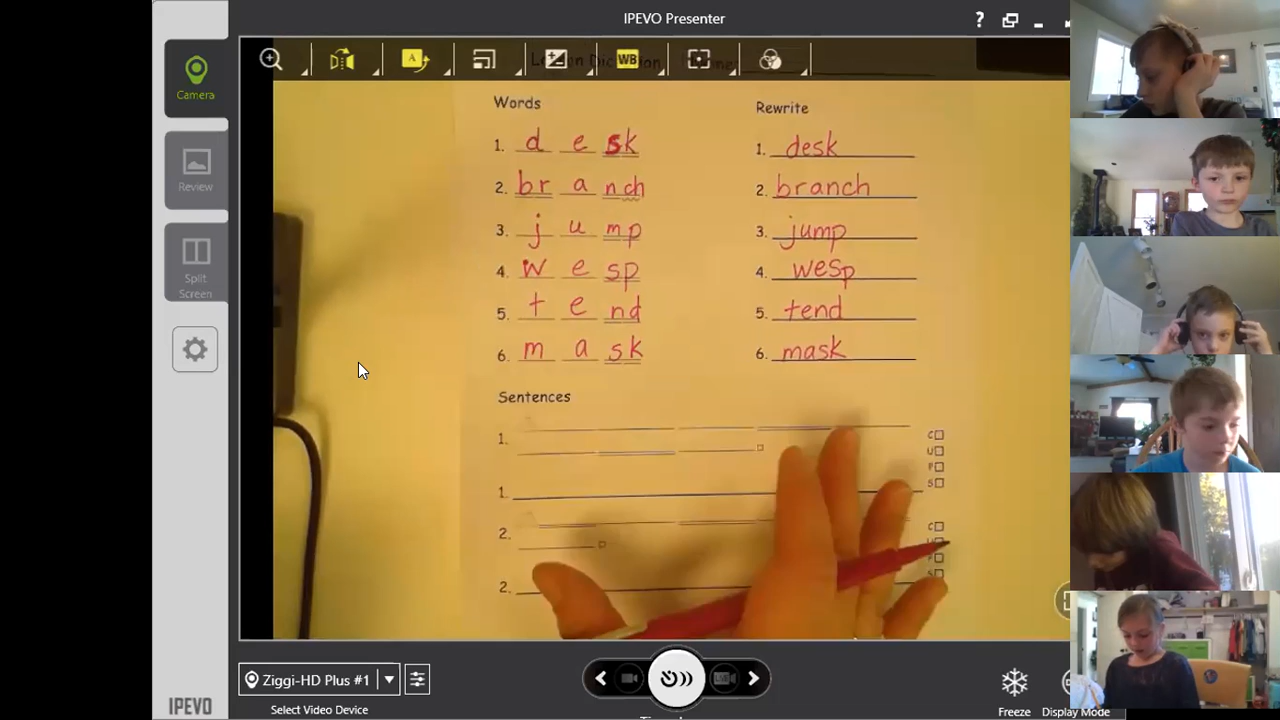 IPEVO Presenter
?
A
WB
Camera
Review
Split
Screen
Words
Rewrite
1. d e sk
1. desk
2. br a nch
2. branch
3. j u mp
3. jump
4. w e sp
4. wesp
5. t e nd
5. tend
6. m a sk
6. mask
Sentences
1.
C
U
P
S
1.
2.
C
2.
Ziggi-HD Plus #1
Select Video Device
IPEVO
Freeze
Display Mode